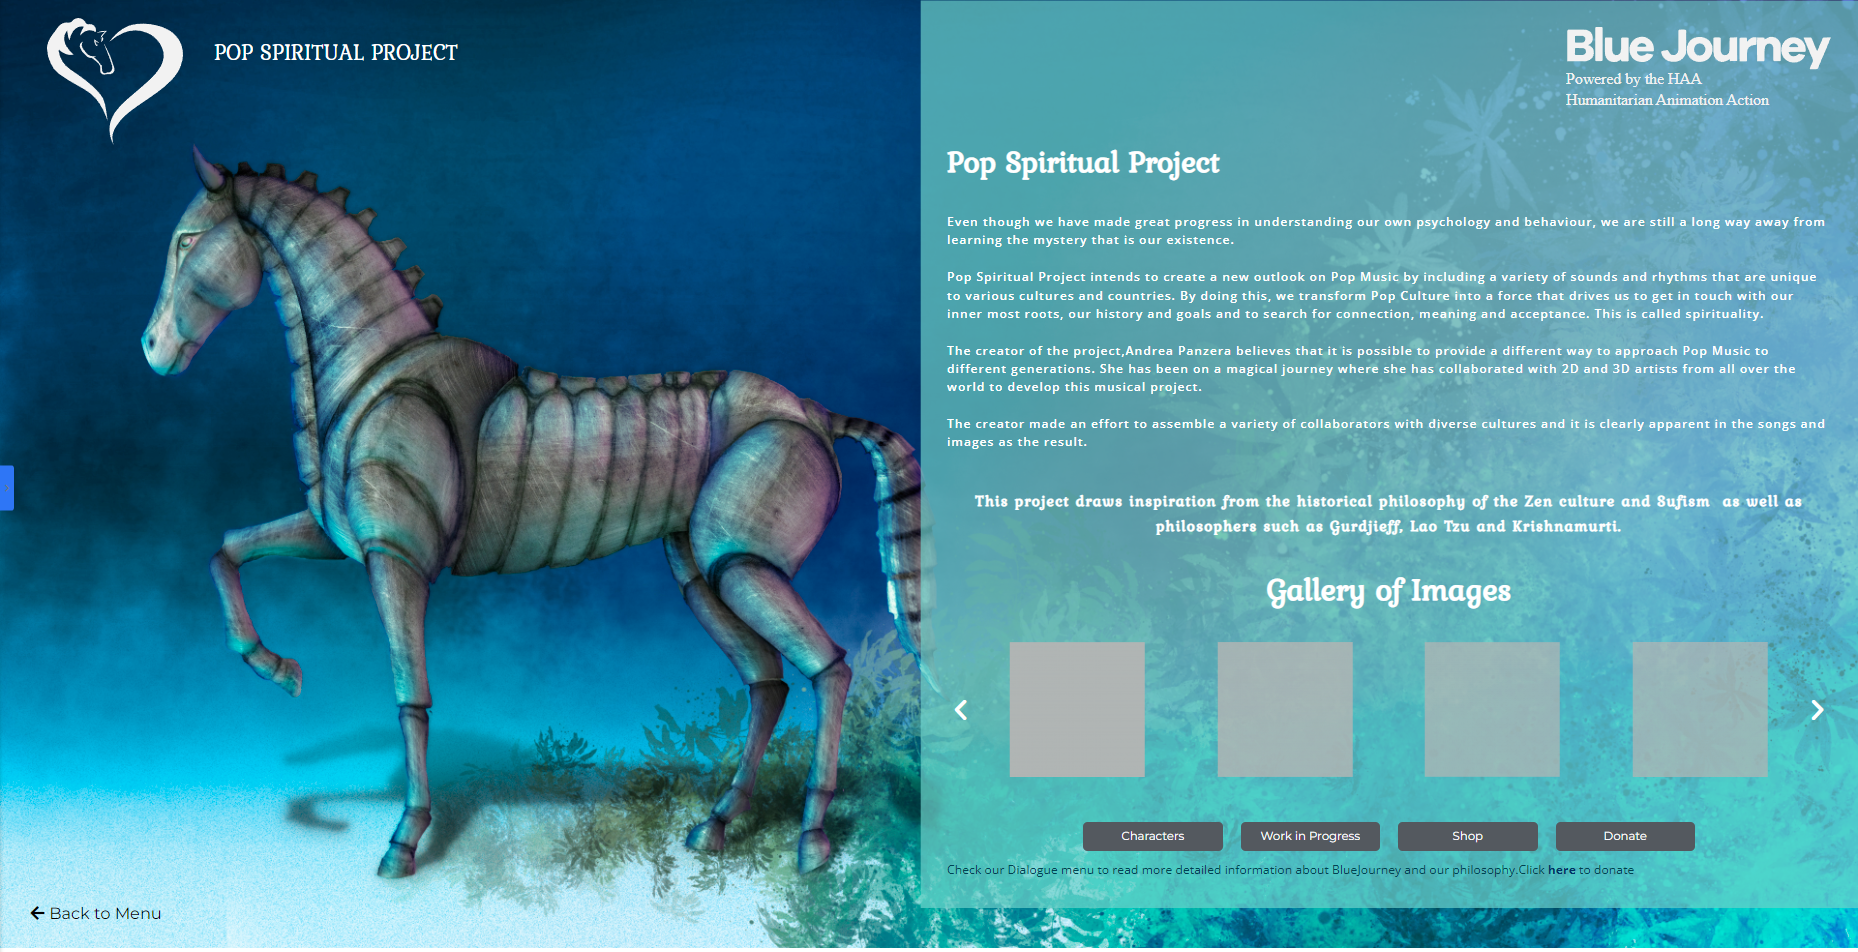 POP SPIRITUAL PROJECT
Blue Journey
Powered by the HAA
Humanitarian Animation Action
Pop Spiritual Project
Even though we have made great progress in understanding our own psychology and behaviour, we are still a long way away from
learning the mystery that is our existence.
Pop Spiritual Project intends to create a new outlook on Pop Music by including a variety of sounds and rhythms that are unique
to various cultures and countries. By doing this, we transform Pop Culture into a force that drives us to get in touch with our
inner most roots, our history and goals and to search for connection, meaning and acceptance. This is called spirituality.
The creator of the project,Andrea Panzera believes that it is possible to provide a different way to approach Pop Music to
different generations. She has been on a magical journey where she has collaborated with 2D and 3D artists from all over the
world to develop this musical project.
The creator made an effort to assemble a variety of collaborators with diverse cultures and it is clearly apparent in the songs and
images as the result.
This project draws inspiration from the historical philosophy of the Zen culture and Sufism as well as
philosophers such as Gurdjieff, Lao Tzu and Krishnamurti.
Gallery of Images
Characters
Work in Progress
Shop
Donate
Check our Dialogue menu to read more detailed information about BlueJourney and our philosophy.Click here to donate
Back to Menu